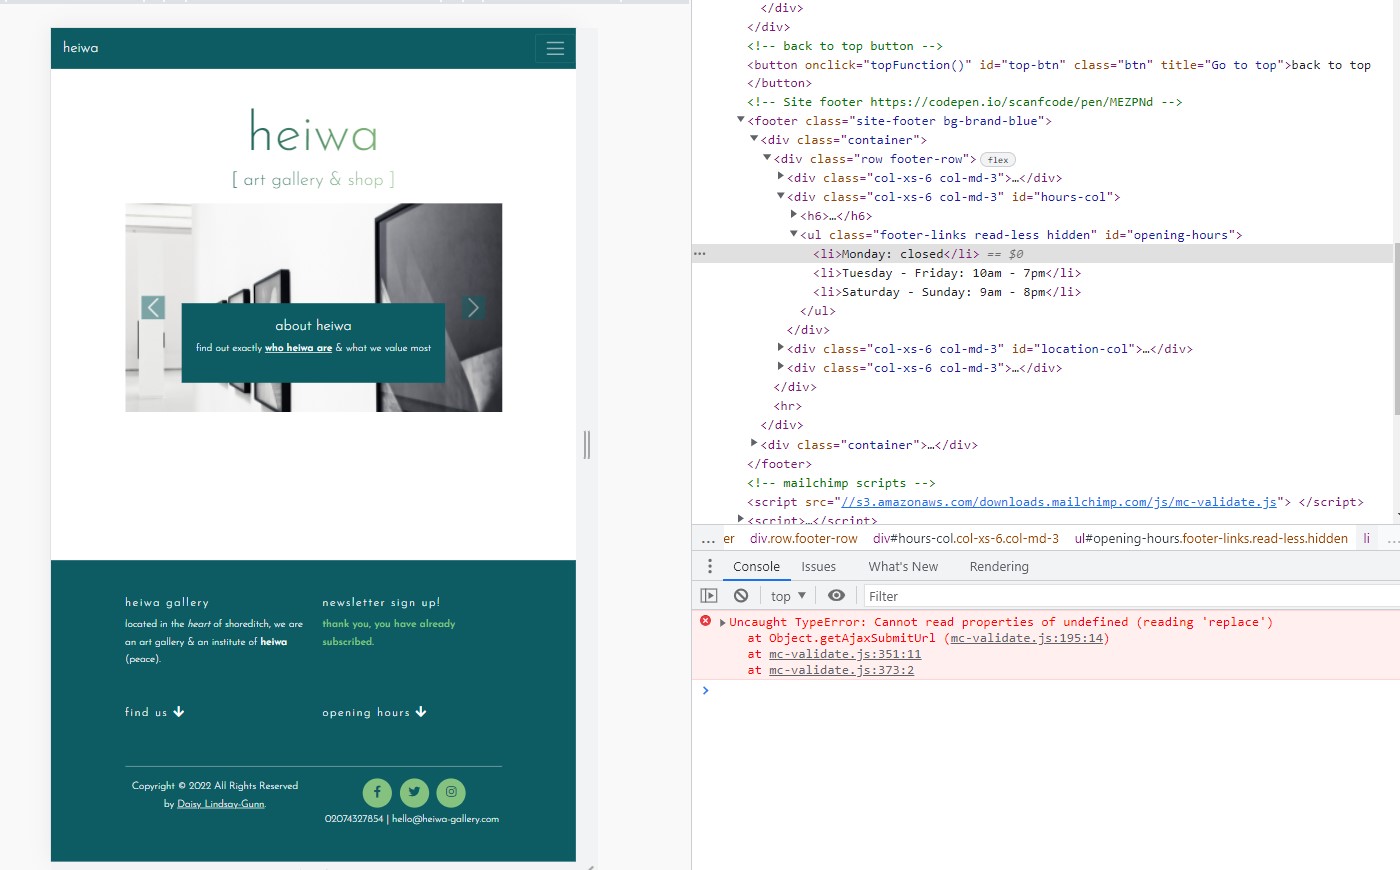 heiwa
heiwa
[ art gallery & shop ]
about heiwa
find out exactly who heiwa are & what we value most
heiwa gallery
located in the heart of shoreditch, we are
an art gallery & an institute of heiwa
(peace).
newsletter sign up!
thank you, you have already
subscribed.
find us
opening hours
Copyright © 2022 All Rights Reserved
by Daisy Lindsay-Gunn.
02074327854 | hello@heiwa-gallery.com
</div>
</div>
<!-- back to top button -->
<button onclick="topFunction()" id="top-btn" class="btn" title="Go to top">back to top
</button>
<!-- Site footer https://codepen.io/scanfcode/pen/MEZPNd -->
<footer class="site-footer bg-brand-blue">
<div class="container">
<div class="row footer-row"> flex
<div class="col-xs-6 col-md-3">…</div>
<div class="col-xs-6 col-md-3" id="hours-col">
<h6>…</h6>
<ul class="footer-links read-less hidden" id="opening-hours">
... <li>Monday: closed</li> == $0
<li>Tuesday - Friday: 10am - 7pm</li>
<li>Saturday - Sunday: 9am - 8pm</li>
</ul>
</div>
<div class="col-xs-6 col-md-3" id="location-col">…</div>
<div class="col-xs-6 col-md-3">…</div>
</div>
<hr>
</div>
<div class="container">…</div>
</footer>
<!-- mailchimp scripts -->
<script src="//s3.amazonaws.com/downloads.mailchimp.com/js/mc-validate.js"> </script>
<script>…</script>
... er div.row.footer-row div#hours-col.col-xs-6.col-md-3 ul#opening-hours.footer-links.read-less.hidden li ...
Console Issues What's New Rendering
top Filter
Uncaught TypeError: Cannot read properties of undefined (reading 'replace')
at Object.getAjaxSubmitUrl (mc-validate.js:195:14)
at mc-validate.js:351:11
at mc-validate.js:373:2